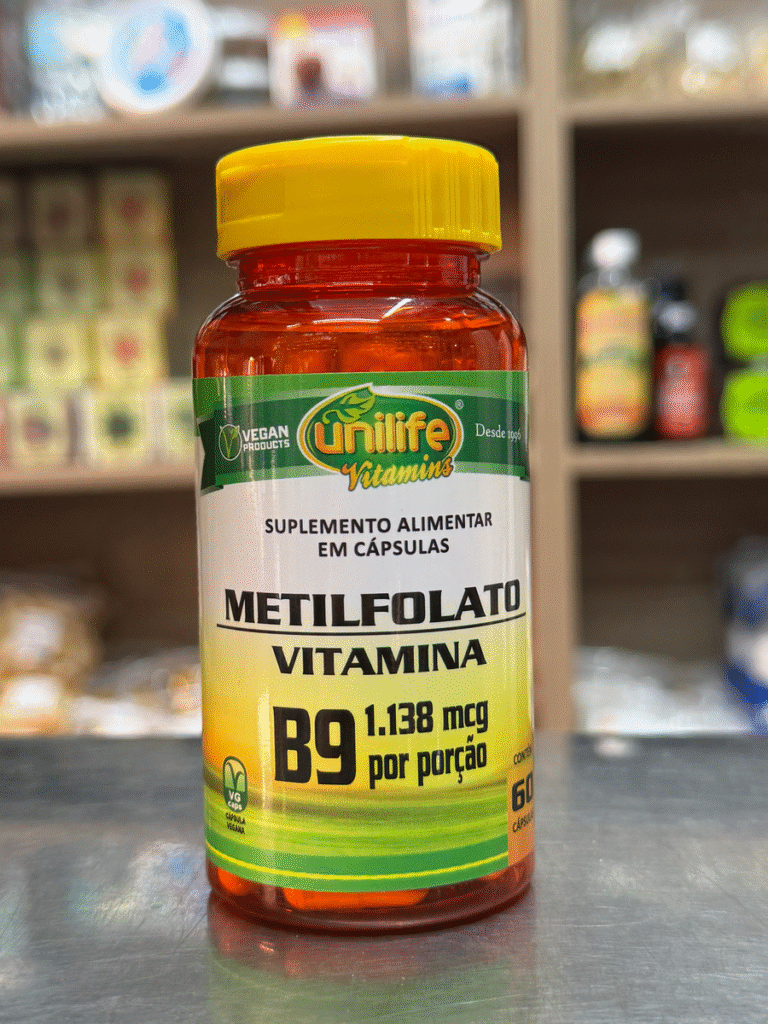 VEGAN
PRODUCTS
unilife
®
Vitamins
Desde 1996
SUPLEMENTO ALIMENTAR
EM CÁPSULAS
METILFOLATO
VITAMINA
B9
1.138 mcg
por porção
VG
caps
CÁPSULA
VEGANA
60